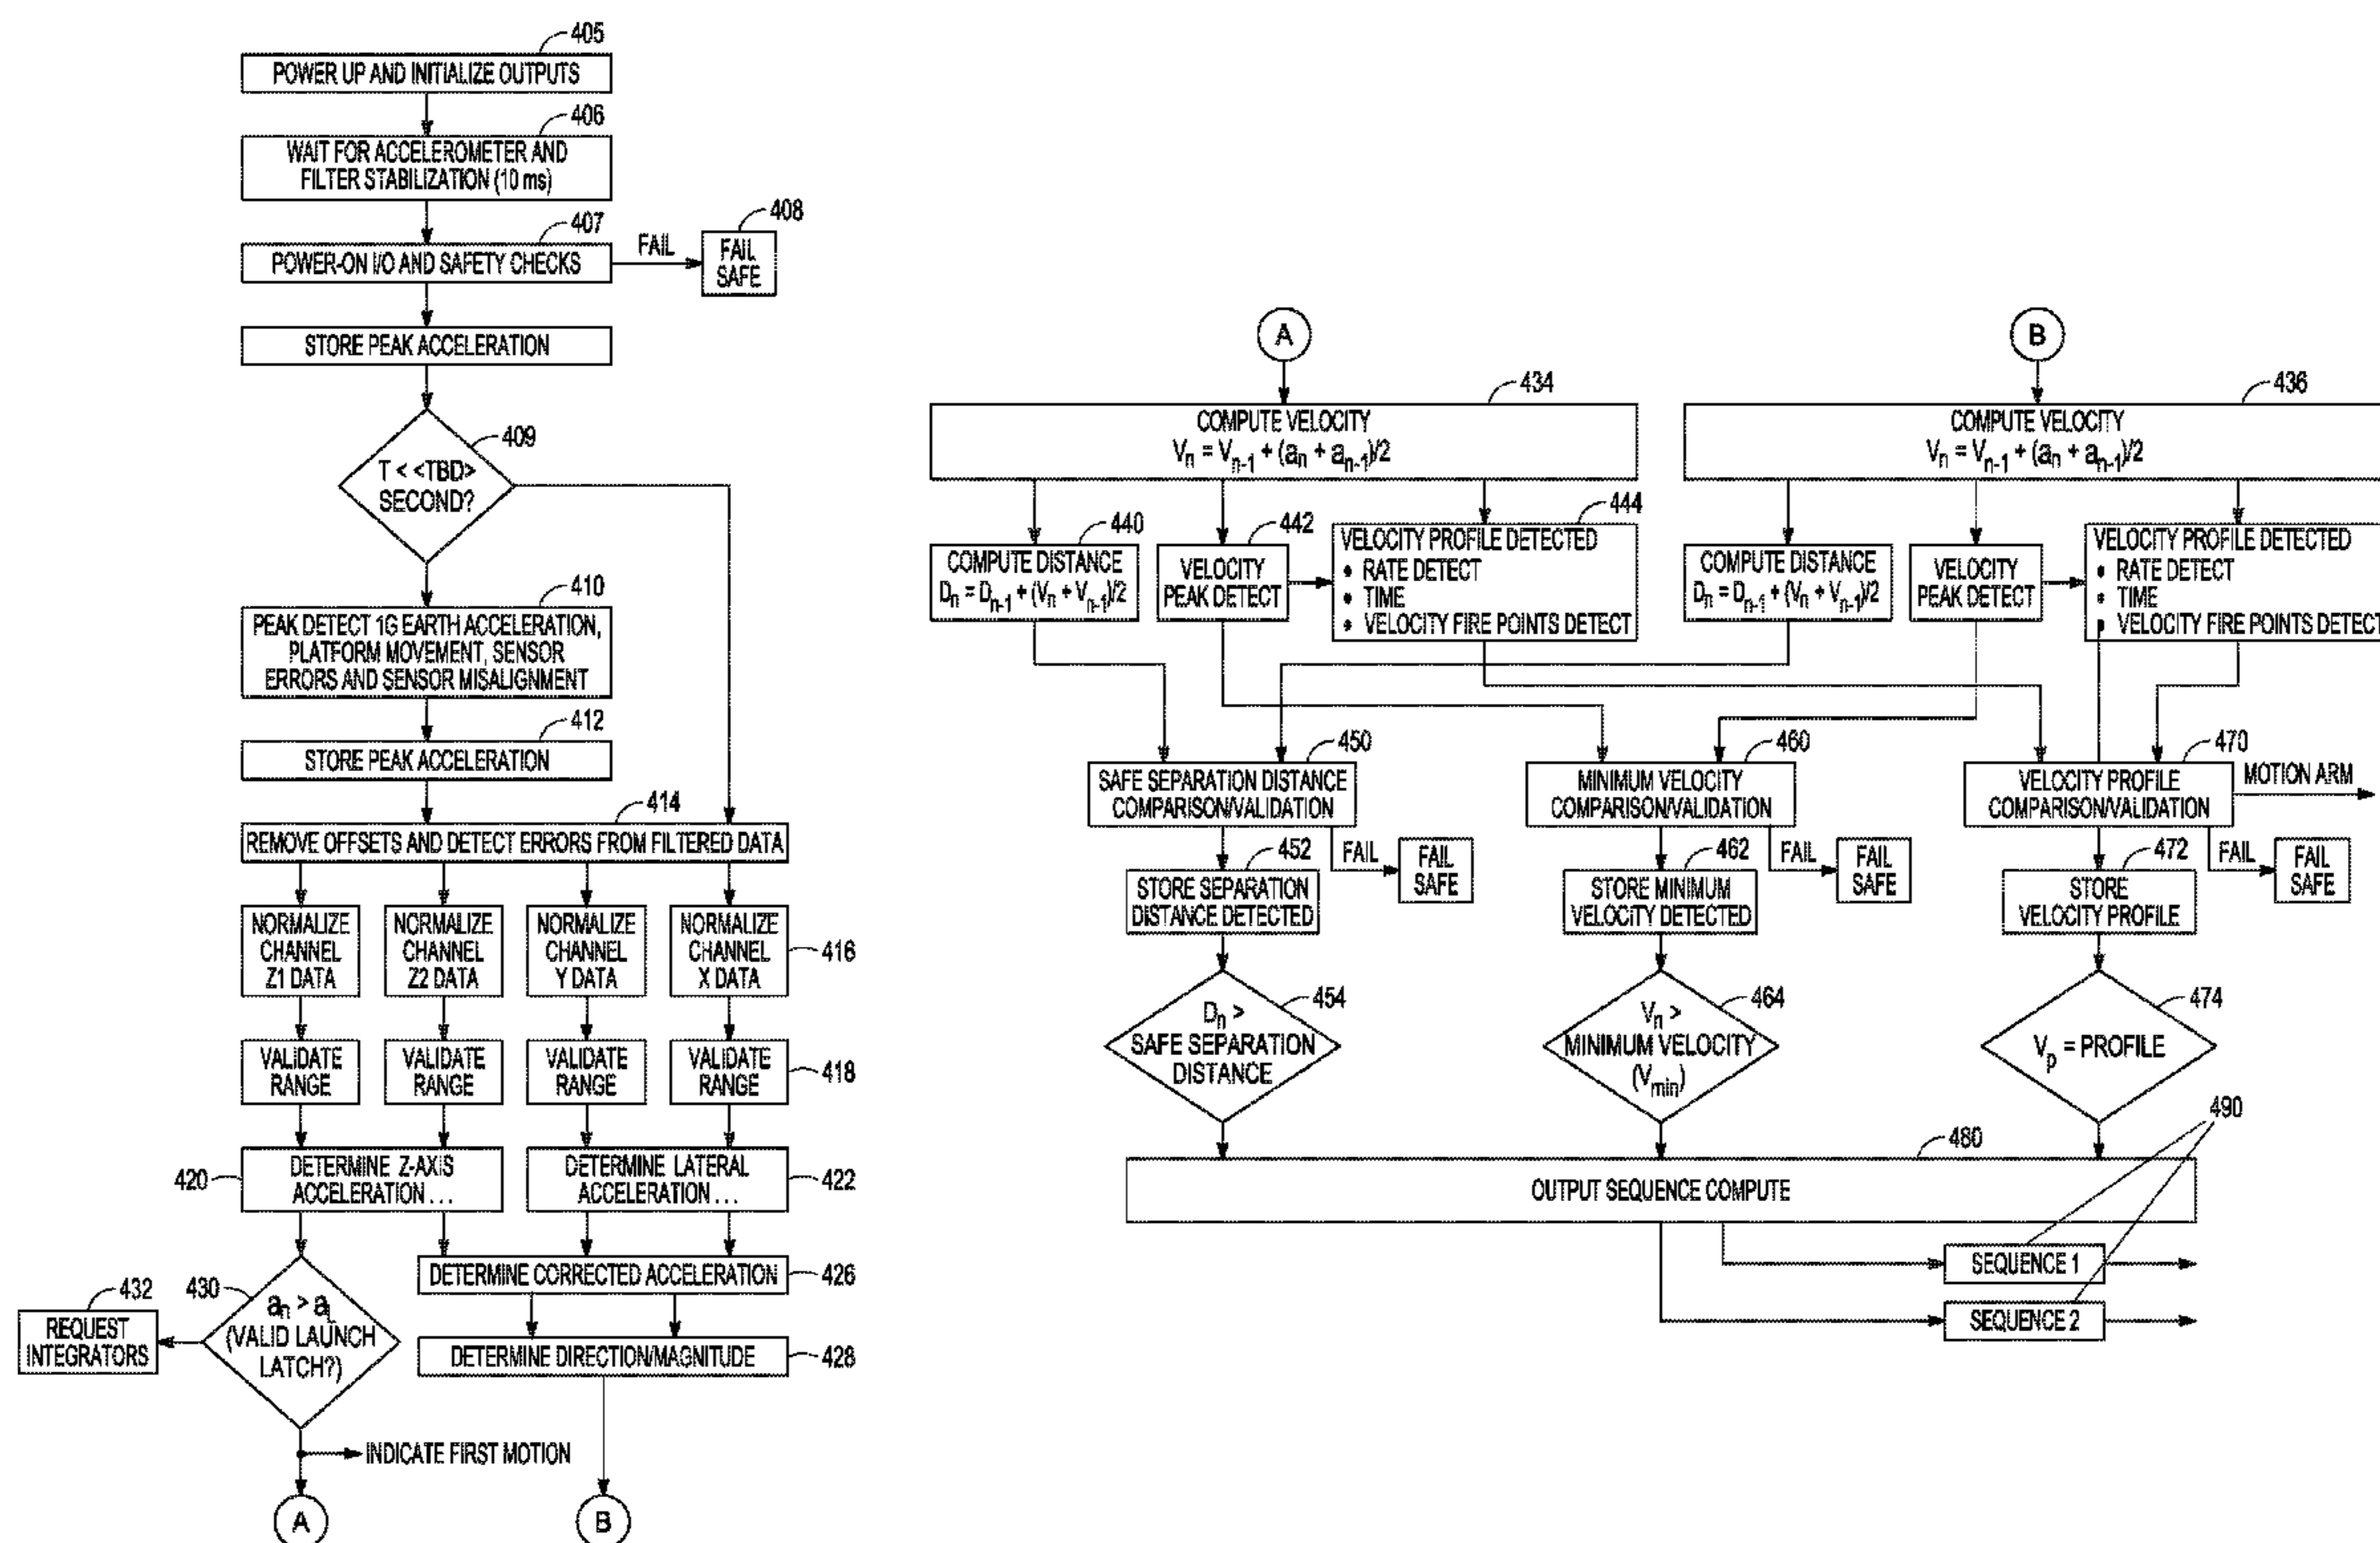 405
POWER UP AND INITIALIZE OUTPUTS
406
WAIT FOR ACCELEROMETER AND
FILTER STABILIZATION (10 ms)
407
POWER-ON I/O AND SAFETY CHECKS
FAIL
408
FAIL
SAFE
STORE PEAK ACCELERATION
409
T < <TBD>
SECOND?
410
PEAK DETECT 1G EARTH ACCELERATION,
PLATFORM MOVEMENT, SENSOR
ERRORS AND SENSOR MISALIGNMENT
412
STORE PEAK ACCELERATION
414
REMOVE OFFSETS AND DETECT ERRORS FROM FILTERED DATA
NORMALIZE
CHANNEL
Z1 DATA
NORMALIZE
CHANNEL
Z2 DATA
NORMALIZE
CHANNEL
Y DATA
NORMALIZE
CHANNEL
X DATA
416
VALIDATE
RANGE
VALIDATE
RANGE
VALIDATE
RANGE
VALIDATE
RANGE
418
420
DETERMINE Z-AXIS
ACCELERATION . . .
DETERMINE LATERAL
ACCELERATION . . .
422
DETERMINE CORRECTED ACCELERATION
426
432
REQUEST
INTEGRATORS
430
an > aL
(VALID LAUNCH
LATCH?)
DETERMINE DIRECTION/MAGNITUDE
428
INDICATE FIRST MOTION
A
B
A
434
COMPUTE VELOCITY
Vn = Vn-1 + (an + an-1)/2
440
COMPUTE DISTANCE
Dn = Dn-1 + (Vn + Vn-1)/2
442
VELOCITY
PEAK DETECT
444
VELOCITY PROFILE DETECTED
• RATE DETECT
• TIME
• VELOCITY FIRE POINTS DETECT
B
436
COMPUTE VELOCITY
Vn = Vn-1 + (an + an-1)/2
COMPUTE DISTANCE
Dn = Dn-1 + (Vn + Vn-1)/2
VELOCITY
PEAK DETECT
VELOCITY PROFILE DETECTED
• RATE DETECT
• TIME
• VELOCITY FIRE POINTS DETECT
450
SAFE SEPARATION DISTANCE
COMPARISON/VALIDATION
460
MINIMUM VELOCITY
COMPARISON/VALIDATION
470
VELOCITY PROFILE
COMPARISON/VALIDATION
MOTION ARM
452
STORE SEPARATION
DISTANCE DETECTED
FAIL
FAIL
SAFE
462
STORE MINIMUM
VELOCITY DETECTED
FAIL
FAIL
SAFE
472
STORE
VELOCITY PROFILE
FAIL
FAIL
SAFE
454
Dn >
SAFE SEPARATION
DISTANCE
464
Vn >
MINIMUM VELOCITY
(Vmin)
474
Vp = PROFILE
480
OUTPUT SEQUENCE COMPUTE
490
SEQUENCE 1
SEQUENCE 2